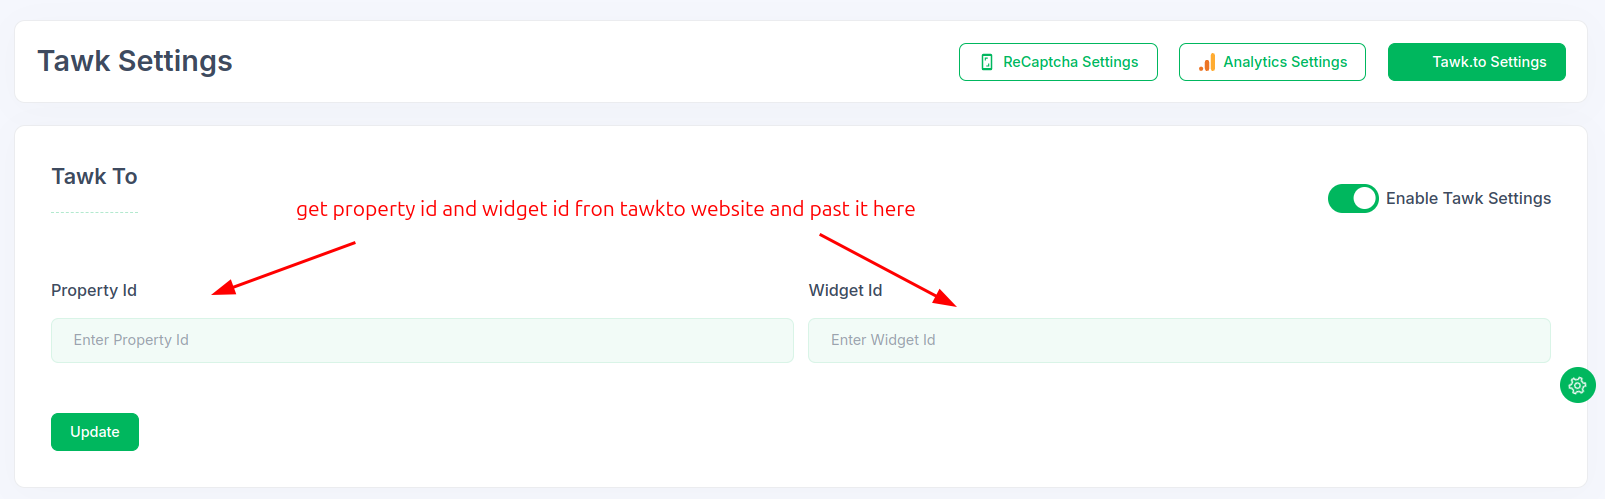 Tawk Settings
ReCaptcha Settings
Analytics Settings
Tawk.to Settings
Tawk To
get property id and widget id fron tawkto website and past it here
Enable Tawk Settings
Property Id
Widget Id
Enter Property Id
Enter Widget Id
Update